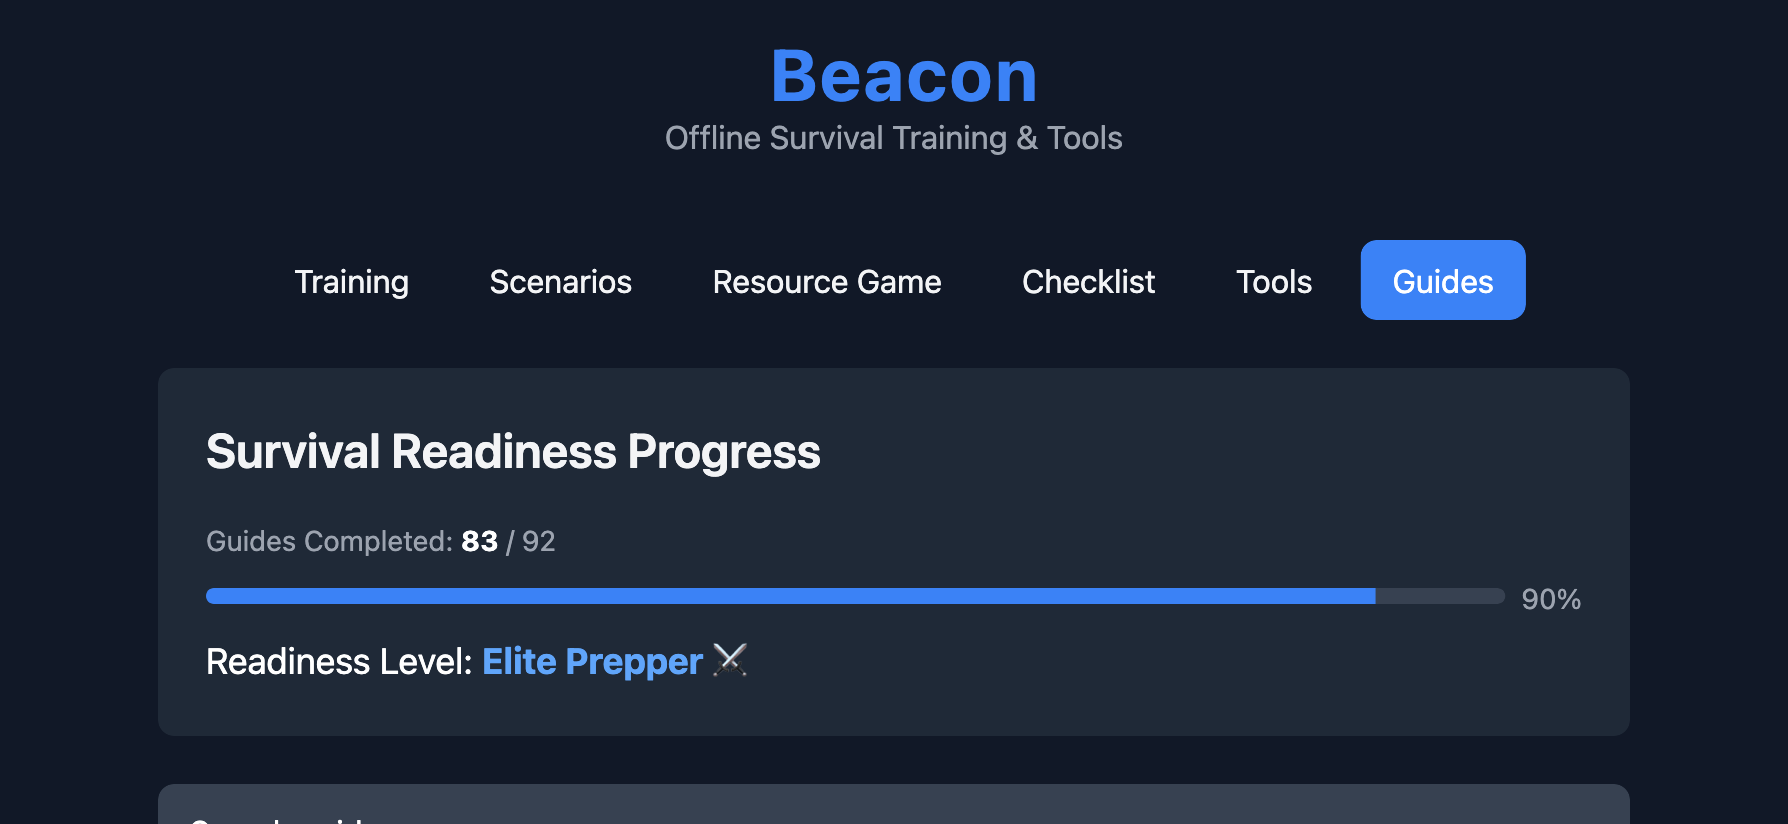 Beacon
Offline Survival Training & Tools
Training Scenarios Resource Game Checklist Tools Guides
Survival Readiness Progress
Guides Completed: 83 / 92
90%
Readiness Level: Elite Prepper ⚔